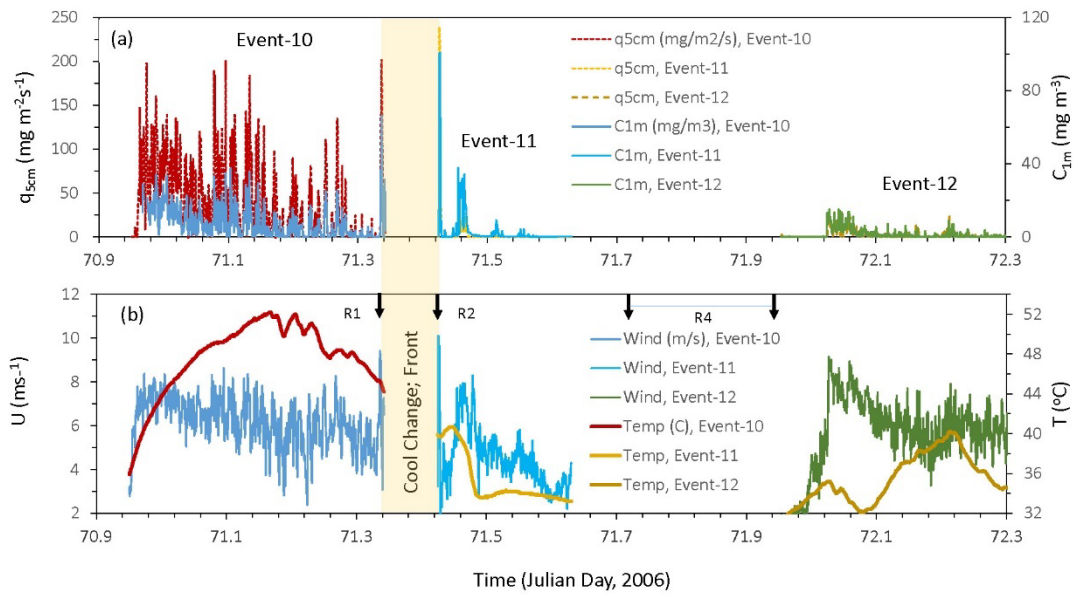 (a)
Event-10
Event-11
Event-12
q5cm (mg m-2s-1)
250
200
150
100
50
0
C1m (mg m-3)
120
80
40
0
q5cm (mg/m2/s), Event-10
q5cm, Event-11
q5cm, Event-12
C1m (mg/m3), Event-10
C1m, Event-11
C1m, Event-12
70.9 71.1 71.3 71.5 71.7 71.9 72.1 72.3
(b)
R1
R2
R4
Cool Change; Front
U (ms-1)
12
10
8
6
4
2
T (°C)
52
48
44
40
36
32
Wind (m/s), Event-10
Wind, Event-11
Wind, Event-12
Temp (C), Event-10
Temp, Event-11
Temp, Event-12
70.9 71.1 71.3 71.5 71.7 71.9 72.1 72.3
Time (Julian Day, 2006)